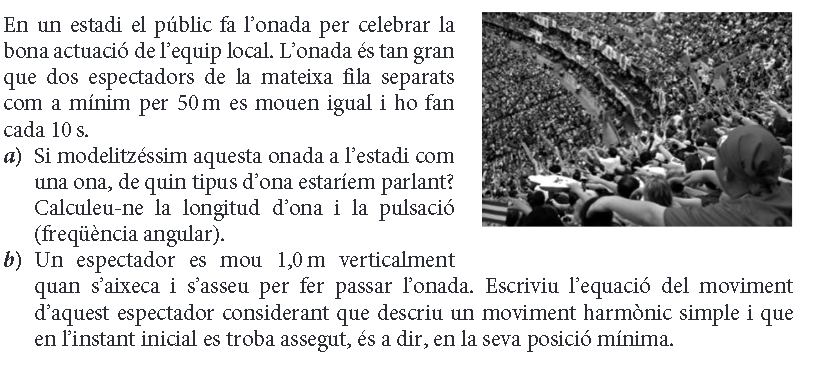 En un estadi el públic fa l’onada per celebrar la
bona actuació de l’equip local. L’onada és tan gran
que dos espectadors de la mateixa fila separats
com a mínim per 50 m es mouen igual i ho fan
cada 10 s.
a) Si modelitzéssim aquesta onada a l’estadi com
una ona, de quin tipus d’ona estaríem parlant?
Calculeu-ne la longitud d’ona i la pulsació
(freqüència angular).
b) Un espectador es mou 1,0 m verticalment
quan s’aixeca i s’asseu per fer passar l’onada. Escriviu l’equació del moviment
d’aquest espectador considerant que descriu un moviment harmònic simple i que
en l’instant inicial es troba assegut, és a dir, en la seva posició mínima.